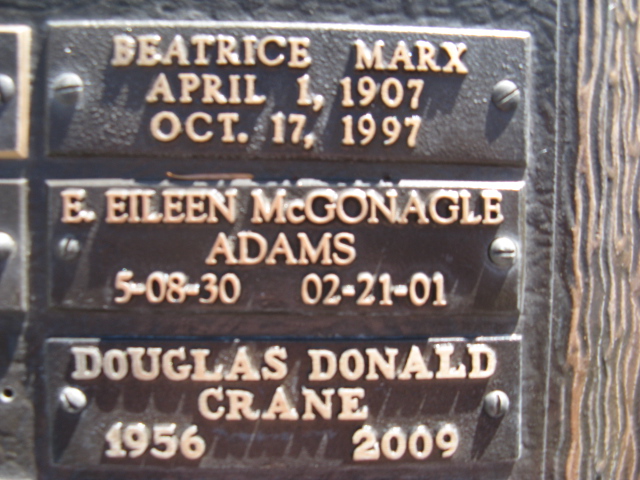 BEATRICE MARX
APRIL 1, 1907
OCT. 17, 1997
E. EILEEN McGONAGLE
ADAMS
5-08-30 02-21-01
DOUGLAS DONALD
CRANE
1956 2009